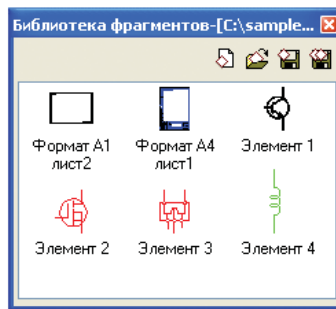 Библиотека фрагментов-[C:\sample...
Формат А1
лист2
Формат А4
лист1
Элемент 1
Элемент 2
Элемент 3
Элемент 4